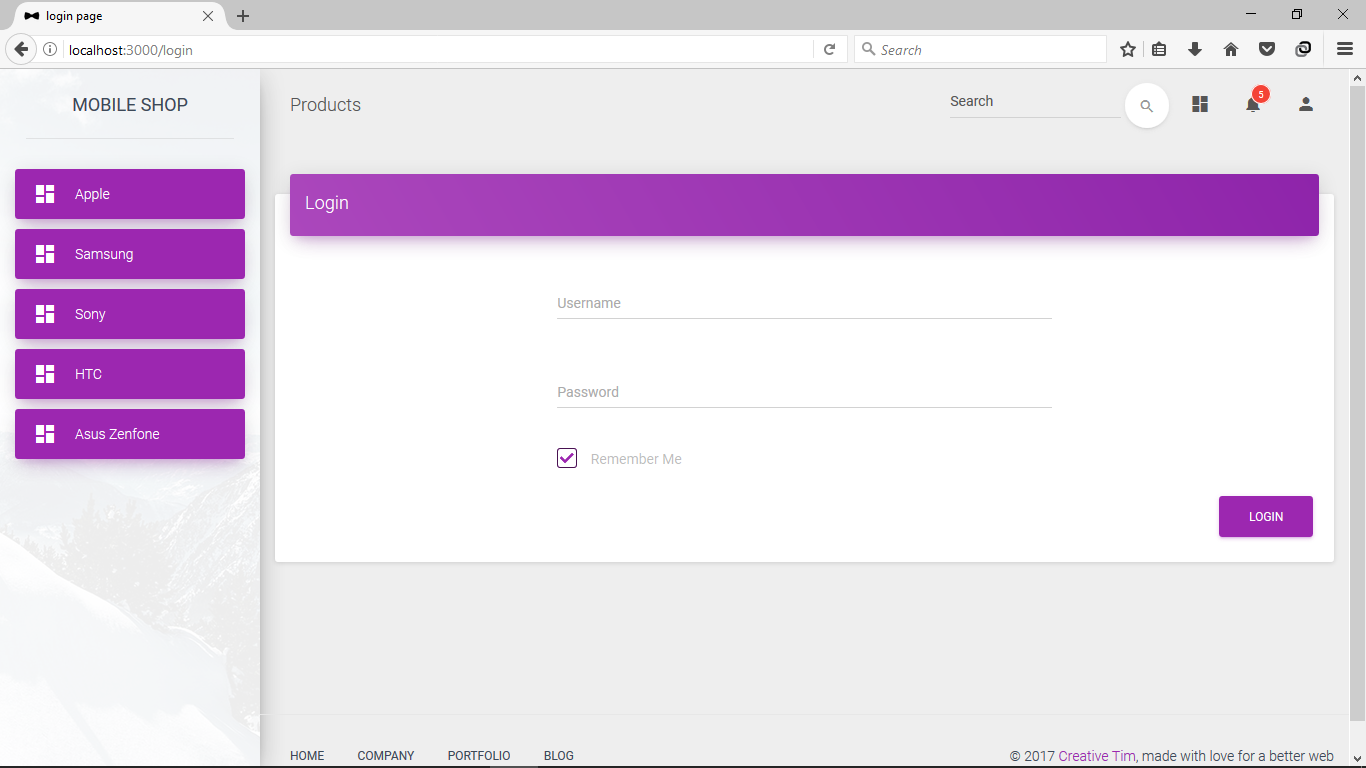 login page
localhost:3000/login
Search
MOBILE SHOP
Products
Search
5
Apple
Samsung
Sony
HTC
Asus Zenfone
Login
Username
Password
Remember Me
LOGIN
HOME COMPANY PORTFOLIO BLOG
© 2017 Creative Tim, made with love for a better web